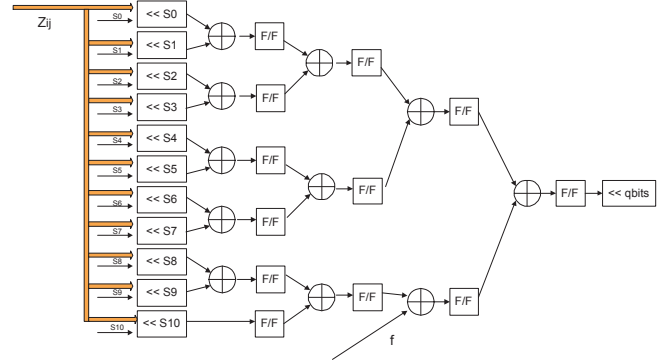 Zij
S0
<< S0
S1
<< S1
S2
<< S2
S3
<< S3
S4
<< S4
S5
<< S5
S6
<< S6
S7
<< S7
S8
<< S8
S9
<< S9
S10
<< S10
F/F
F/F
F/F
F/F
F/F
F/F
F/F
F/F
F/F
F/F
F/F
F/F
<< qbits
f